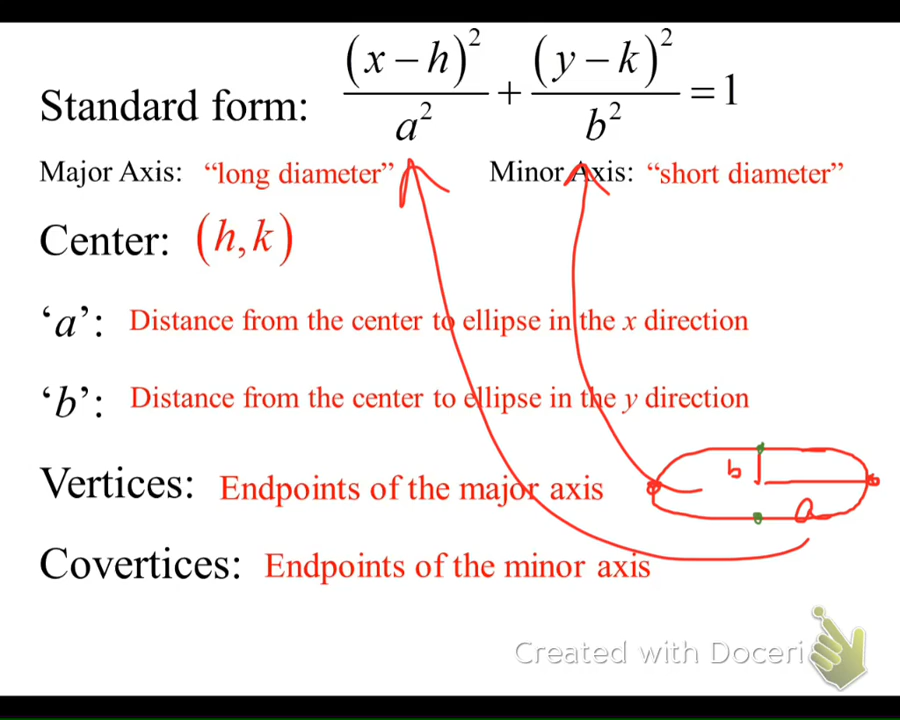 Standard form: (x − h)² / a² + (y − k)² / b² = 1
Major Axis: “long diameter” Minor Axis: “short diameter”
Center: (h, k)
‘a’: Distance from the center to ellipse in the x direction
‘b’: Distance from the center to ellipse in the y direction
b
Vertices: Endpoints of the major axis
a
Covertices: Endpoints of the minor axis
Created with Doceri